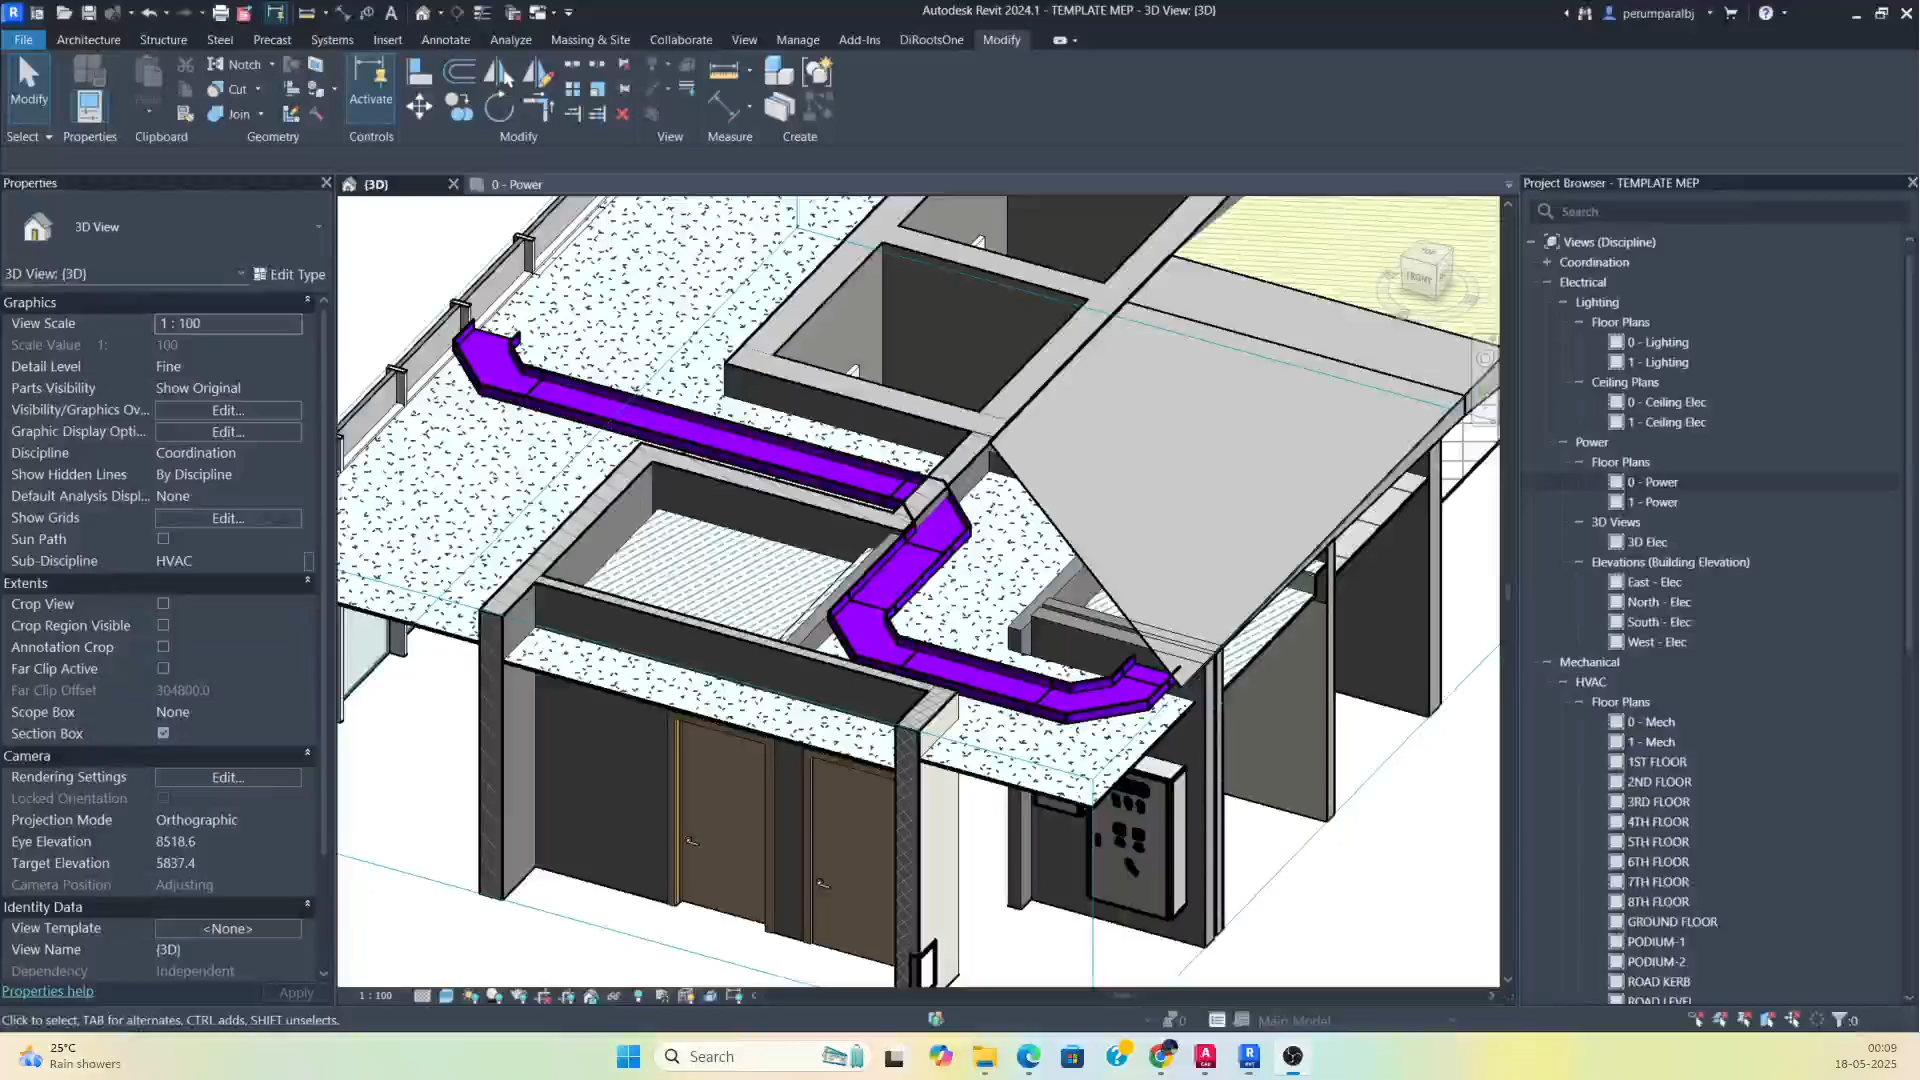 Autodesk Revit 2024.1 - TEMPLATE MEP - 3D View: {3D}
perumparalbj
File
Architecture
Structure
Steel
Precast
Systems
Insert
Annotate
Analyze
Massing & Site
Collaborate
View
Manage
Add-Ins
DiRootsOne
Modify
Modify
Notch
Cut
Join
Activate
Select
Properties
Clipboard
Geometry
Controls
Modify
View
Measure
Create
Properties
3D View
3D View: {3D}
Edit Type
Graphics
View Scale 1 : 100
Scale Value 1: 100
Detail Level Fine
Parts Visibility Show Original
Visibility/Graphics Ov... Edit...
Graphic Display Opti... Edit...
Discipline Coordination
Show Hidden Lines By Discipline
Default Analysis Displ... None
Show Grids Edit...
Sun Path
Sub-Discipline HVAC
Extents
Crop View
Crop Region Visible
Annotation Crop
Far Clip Active
Far Clip Offset 304800.0
Scope Box None
Section Box
Camera
Rendering Settings Edit...
Locked Orientation
Projection Mode Orthographic
Eye Elevation 8518.6
Target Elevation 5837.4
Camera Position Adjusting
Identity Data
View Template <None>
View Name {3D}
Dependency Independent
Properties help
Apply
{3D}
0 - Power
TOP
FRONT
1 : 100
Project Browser - TEMPLATE MEP
Search
Views (Discipline)
Coordination
Electrical
Lighting
Floor Plans
0 - Lighting
1 - Lighting
Ceiling Plans
0 - Ceiling Elec
1 - Ceiling Elec
Power
Floor Plans
0 - Power
1 - Power
3D Views
3D Elec
Elevations (Building Elevation)
East - Elec
North - Elec
South - Elec
West - Elec
Mechanical
HVAC
Floor Plans
0 - Mech
1 - Mech
1ST FLOOR
2ND FLOOR
3RD FLOOR
4TH FLOOR
5TH FLOOR
6TH FLOOR
7TH FLOOR
8TH FLOOR
GROUND FLOOR
PODIUM-1
PODIUM-2
ROAD KERB
ROAD LEVEL
Click to select, TAB for alternates, CTRL adds, SHIFT unselects.
:0
Main Model
:0
25°C
Rain showers
Search
00:09
18-05-2025